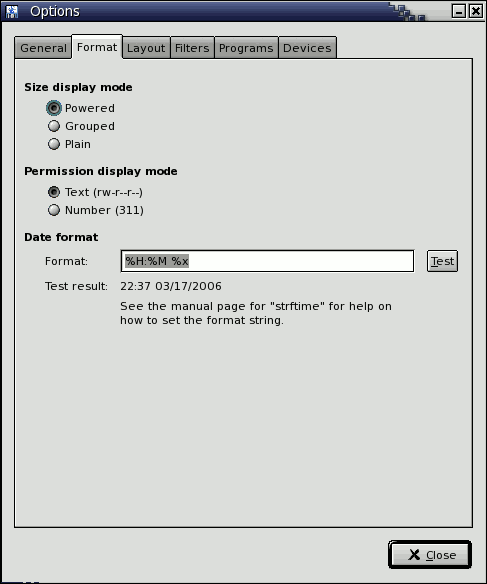 Options
General Format Layout Filters Programs Devices
Size display mode
Powered
Grouped
Plain
Permission display mode
Text (rw-r--r--)
Number (311)
Date format
Format: %H:%M %x Test
Test result: 22:37 03/17/2006
See the manual page for "strftime" for help on
how to set the format string.
Close